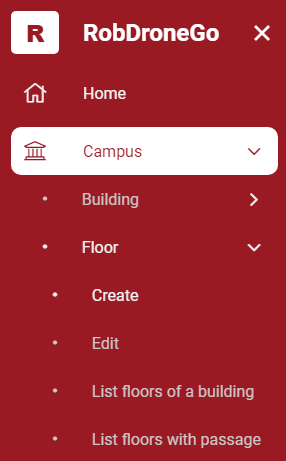 R RobDroneGo
Home
Campus
Building
Floor
Create
Edit
List floors of a building
List floors with passage